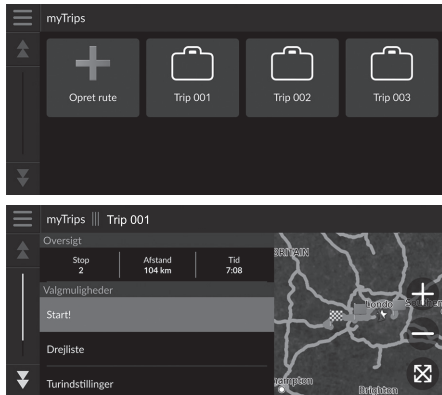 myTrips
Opret rute
Trip 001
Trip 002
Trip 003
myTrips Trip 001
Oversigt
Stop Afstand Tid
2 104 km 7:08
Valgmuligheder
Start!
Drejliste
Turindstillinger
BRITAIN
Brighton